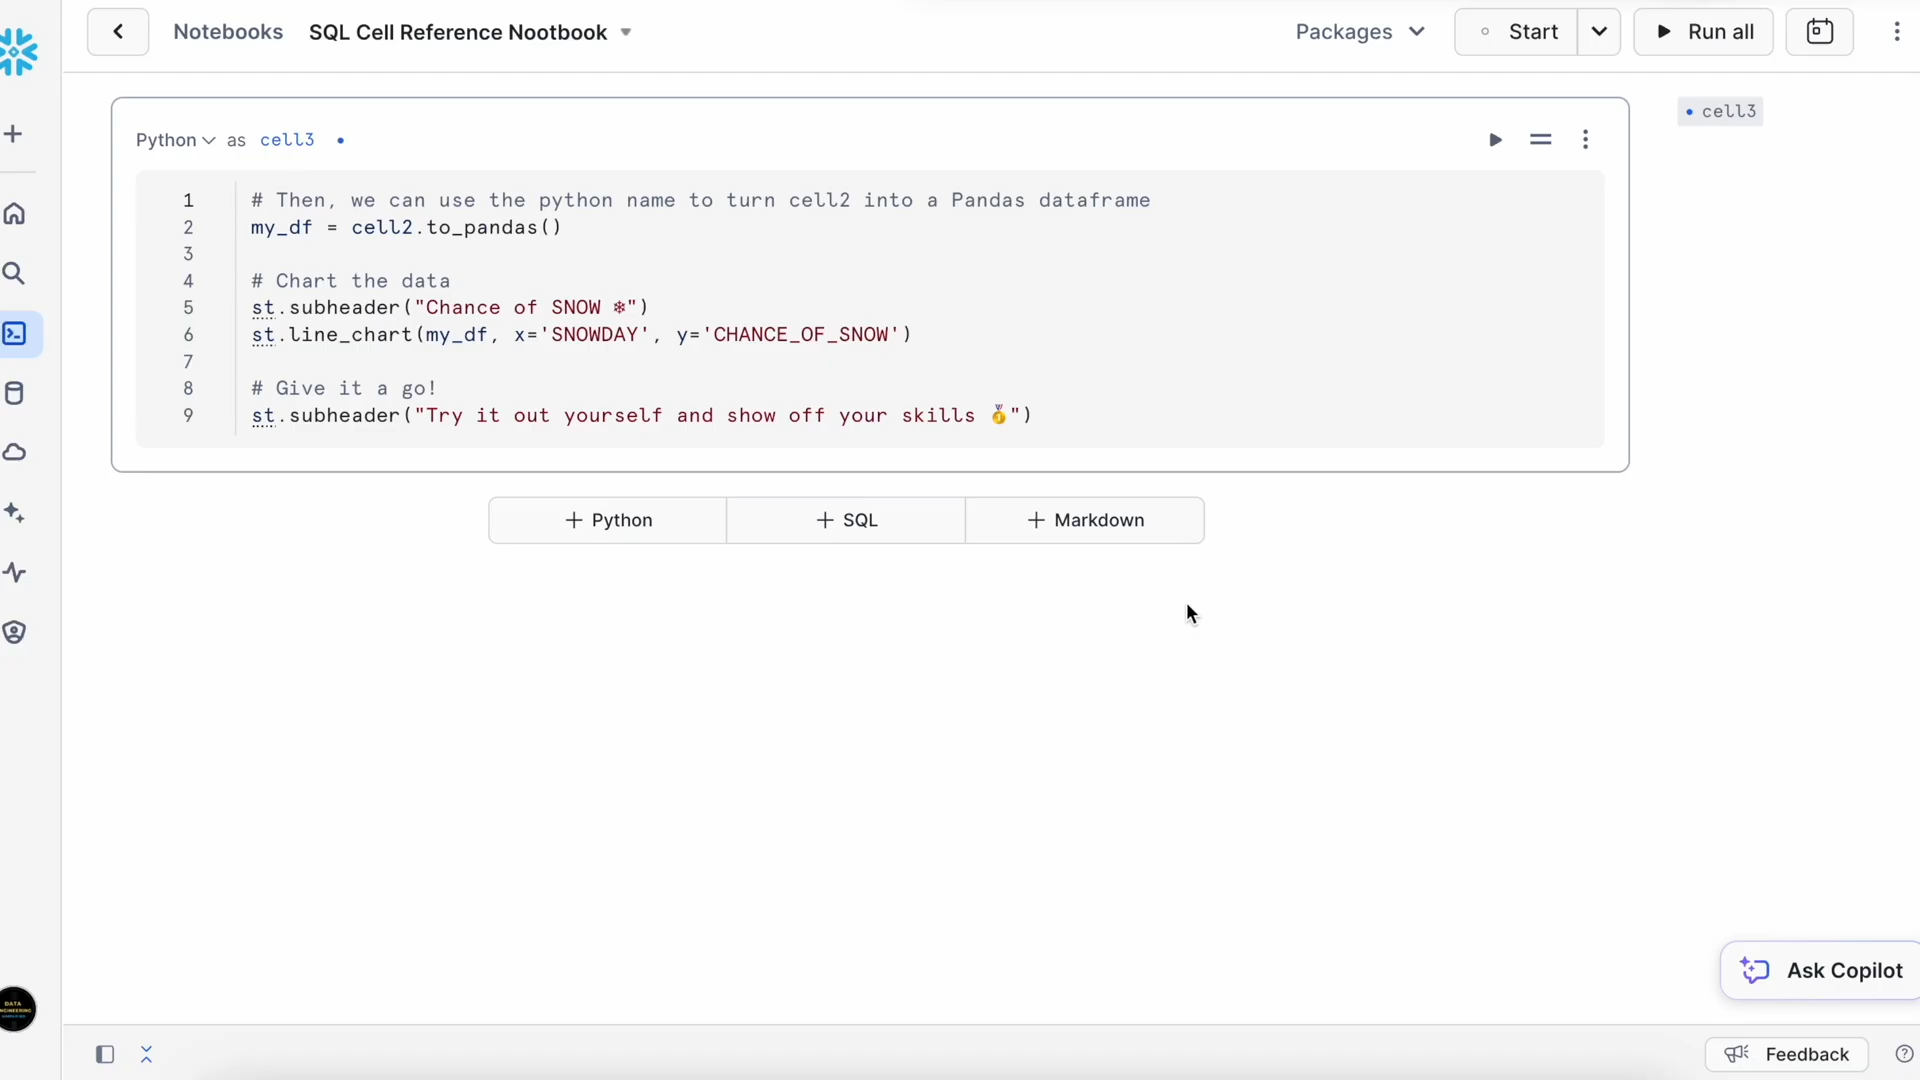 Notebooks SQL Cell Reference Nootbook Packages Start Run all
Python as cell3
cell3
1 # Then, we can use the python name to turn cell2 into a Pandas dataframe
2 my_df = cell2.to_pandas()
3
4 # Chart the data
5 st.subheader("Chance of SNOW ❄")
6 st.line_chart(my_df, x='SNOWDAY', y='CHANCE_OF_SNOW')
7
8 # Give it a go!
9 st.subheader("Try it out yourself and show off your skills 🥇")
+ Python + SQL + Markdown
Ask Copilot
DATA
Feedback